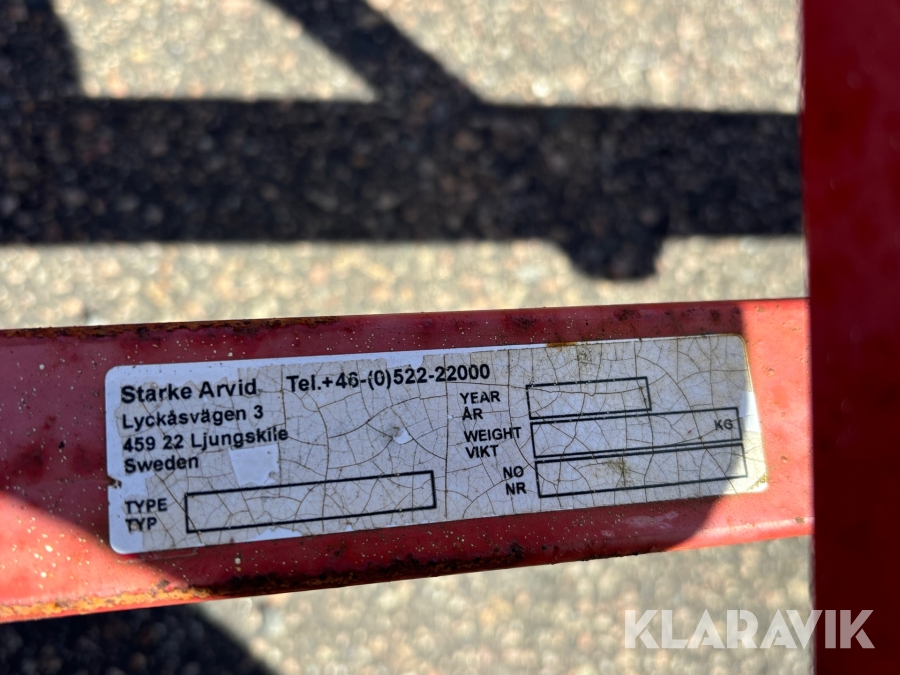 Starke Arvid Tel.+46-(0)522-22000
Lyckåsvägen 3
459 22 Ljungskile
Sweden
TYPE
TYP
YEAR
ÅR
WEIGHT KG
VIKT
NO
NR
KLARAVIK